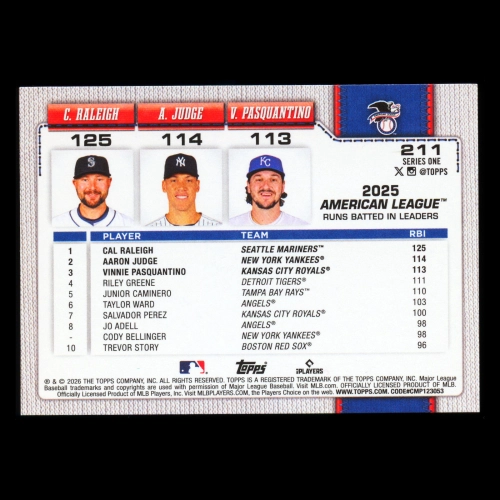 C. RALEIGH A. JUDGE V. PASQUANTINO
125 114 113
211
SERIES ONE
@TOPPS
2025
AMERICAN LEAGUE™
RUNS BATTED IN LEADERS
PLAYER TEAM RBI
1 CAL RALEIGH SEATTLE MARINERS™ 125
2 AARON JUDGE NEW YORK YANKEES® 114
3 VINNIE PASQUANTINO KANSAS CITY ROYALS® 113
4 RILEY GREENE DETROIT TIGERS® 111
5 JUNIOR CAMINERO TAMPA BAY RAYS™ 110
6 TAYLOR WARD ANGELS® 103
7 SALVADOR PEREZ KANSAS CITY ROYALS® 100
8 JO ADELL ANGELS® 98
- CODY BELLINGER NEW YORK YANKEES® 98
10 TREVOR STORY BOSTON RED SOX® 96
Topps PLAYERS
® & © 2026 THE TOPPS COMPANY, INC. ALL RIGHTS RESERVED. TOPPS IS A REGISTERED TRADEMARK OF THE TOPPS COMPANY, INC. Major League
Baseball trademarks and copyrights are used with permission of Major League Baseball. Visit MLB.com. OFFICIALLY LICENSED PRODUCT OF MLB
Officially Licensed Product of MLB Players, Inc. Visit MLBPLAYERS.com, the Players Choice on the web. WWW.TOPPS.COM. CODE#CMP123053